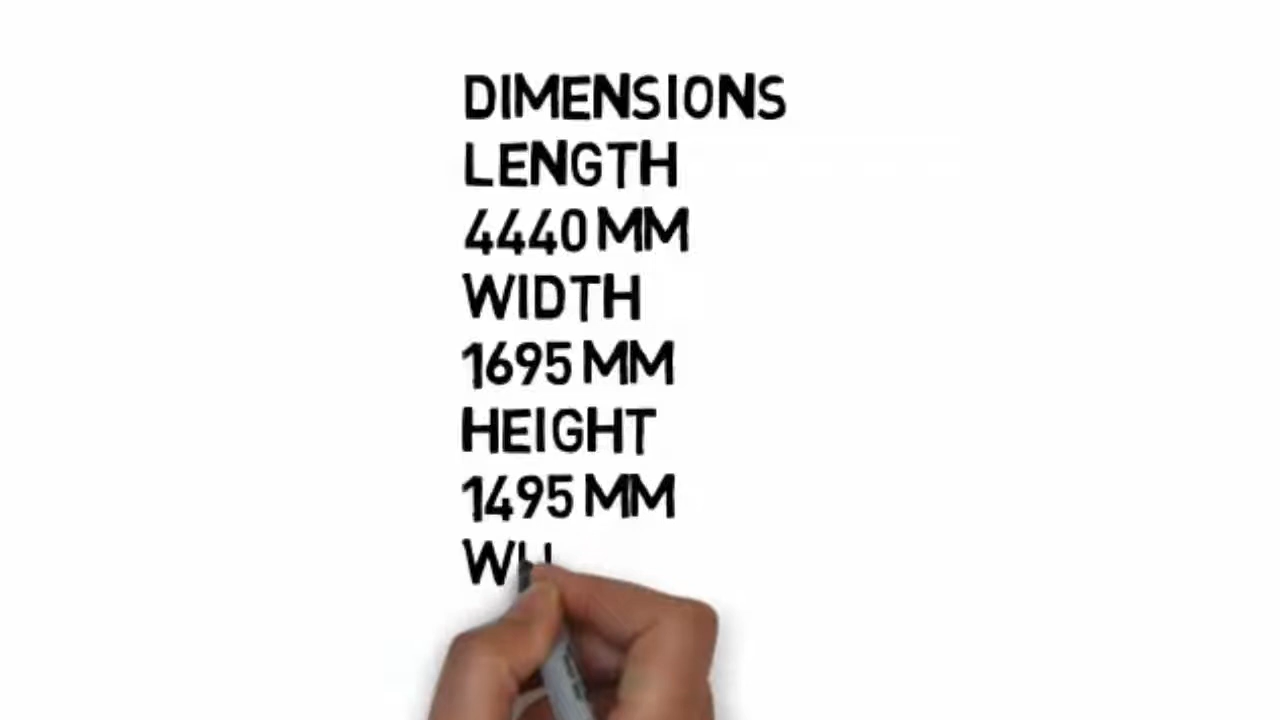 DIMENSIONS
LENGTH
4440 MM
WIDTH
1695 MM
HEIGHT
1495 MM